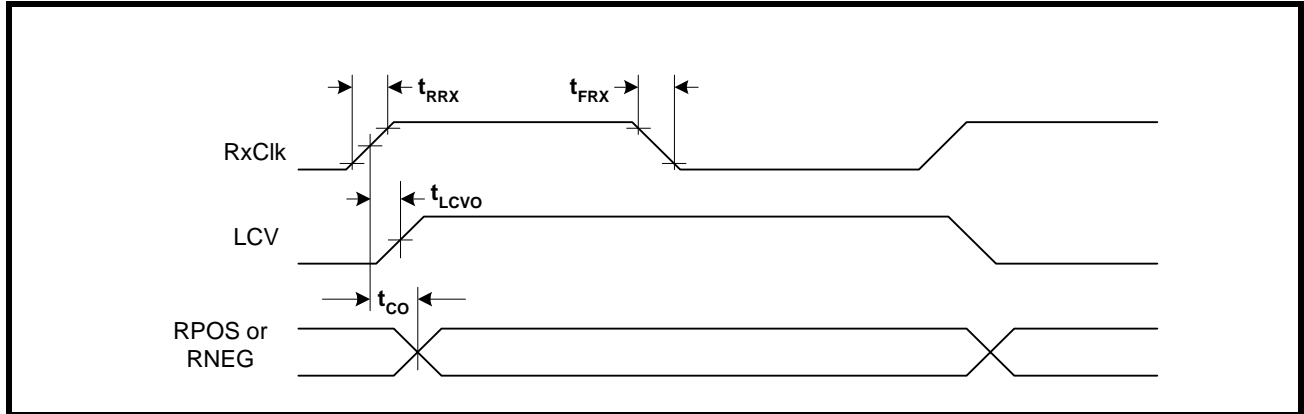 tRRX
tFRX
RxClk
tLCVO
LCV
tCO
RPOS or
RNEG